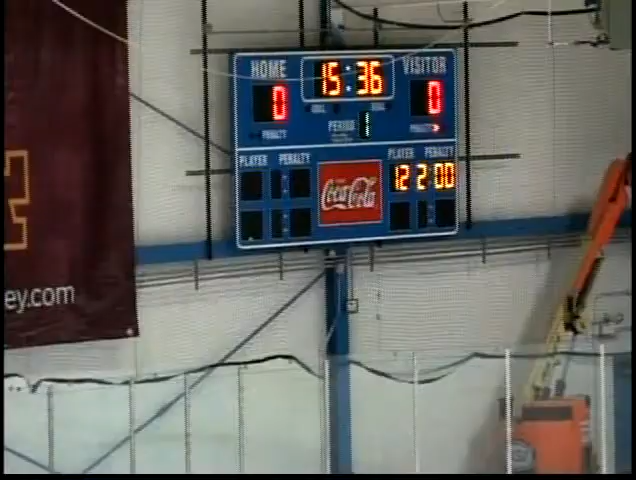 HOME 15:36 VISITOR
0 0
PERIOD 1
PENALTY PENALTY
PLAYER PENALTY PLAYER PENALTY
12 2:00
Coca-Cola
ey.com